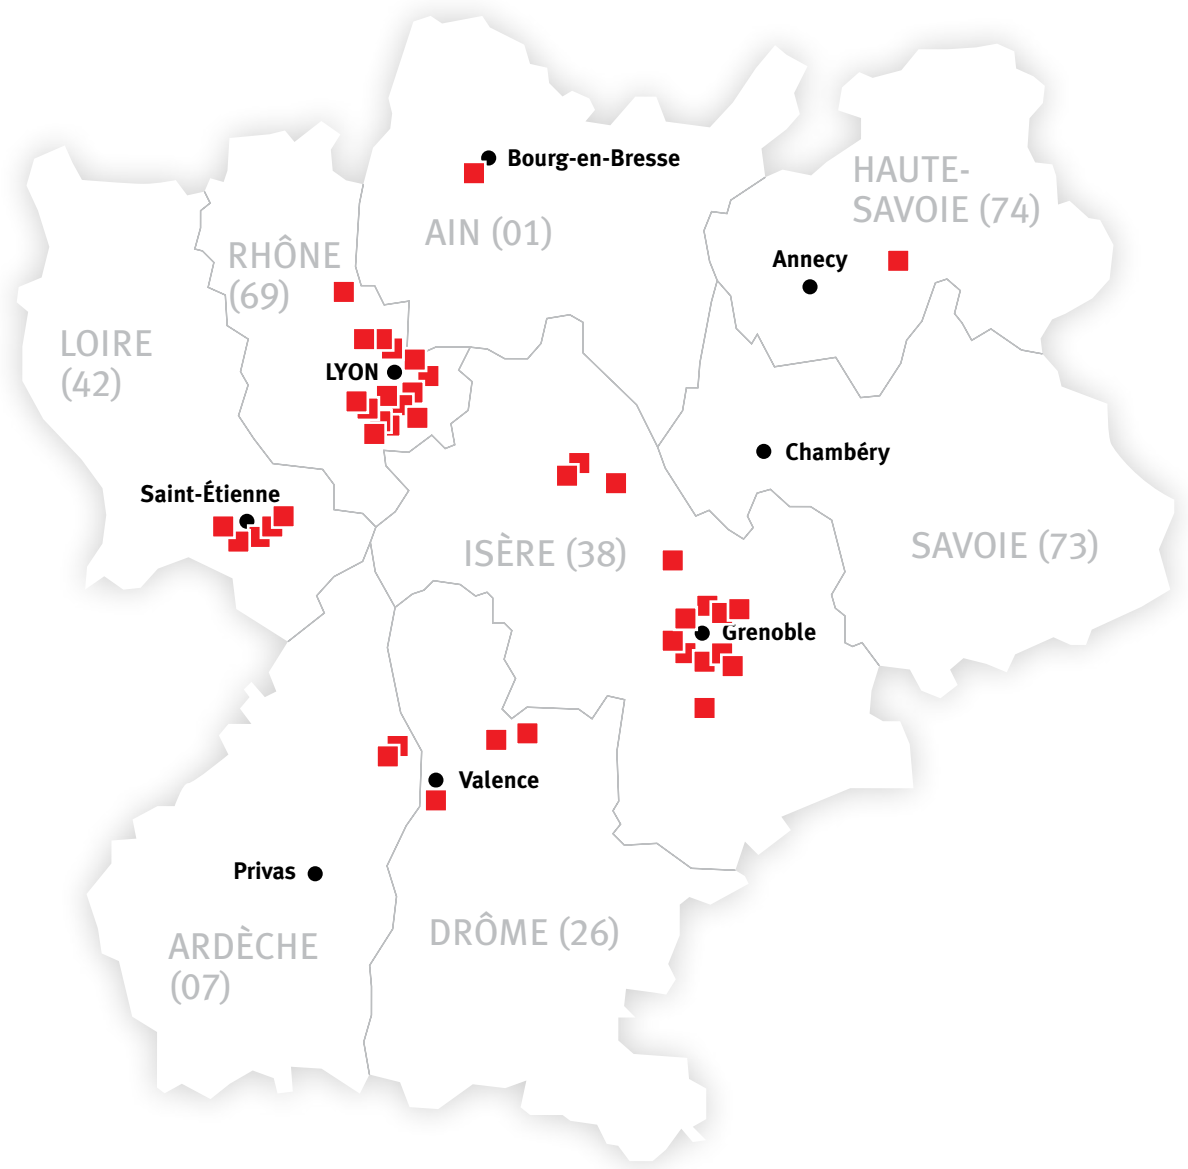 Bourg-en-Bresse
AIN (01)
HAUTE-
SAVOIE (74)
Annecy
RHÔNE
(69)
LOIRE
(42)
LYON
Chambéry
Saint-Étienne
ISÈRE (38)
SAVOIE (73)
Grenoble
Valence
Privas
ARDÈCHE
(07)
DRÔME (26)